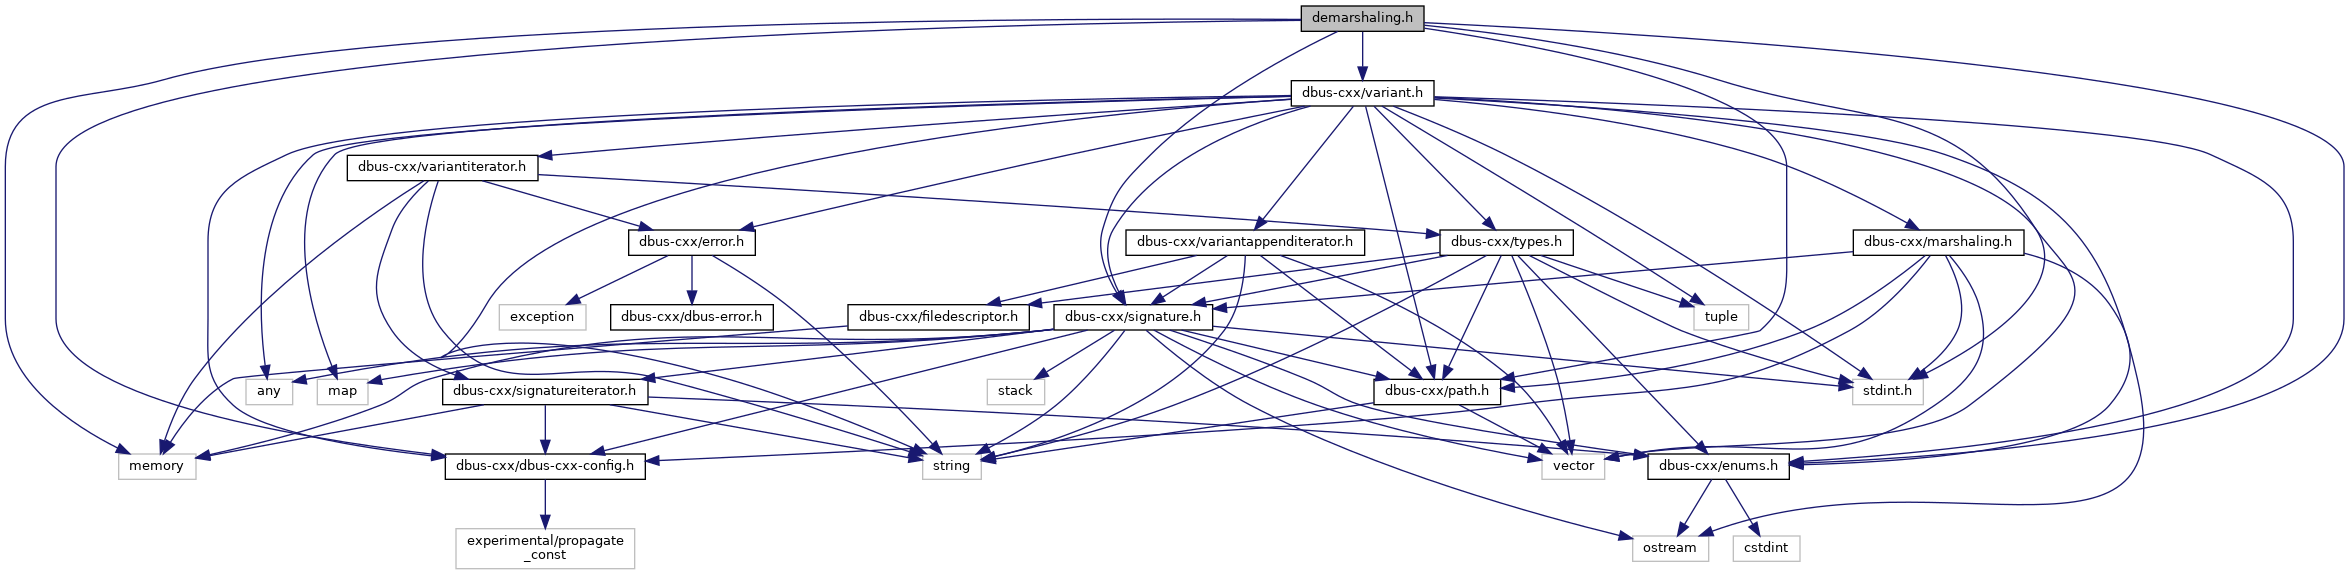 demarshaling.h
dbus-cxx/variant.h
dbus-cxx/variantiterator.h
dbus-cxx/error.h
dbus-cxx/variantappenditerator.h
dbus-cxx/types.h
dbus-cxx/marshaling.h
exception
dbus-cxx/dbus-error.h
dbus-cxx/filedescriptor.h
dbus-cxx/signature.h
tuple
any
map
dbus-cxx/signatureiterator.h
stack
dbus-cxx/path.h
stdint.h
memory
dbus-cxx/dbus-cxx-config.h
string
vector
dbus-cxx/enums.h
experimental/propagate
_const
ostream
cstdint